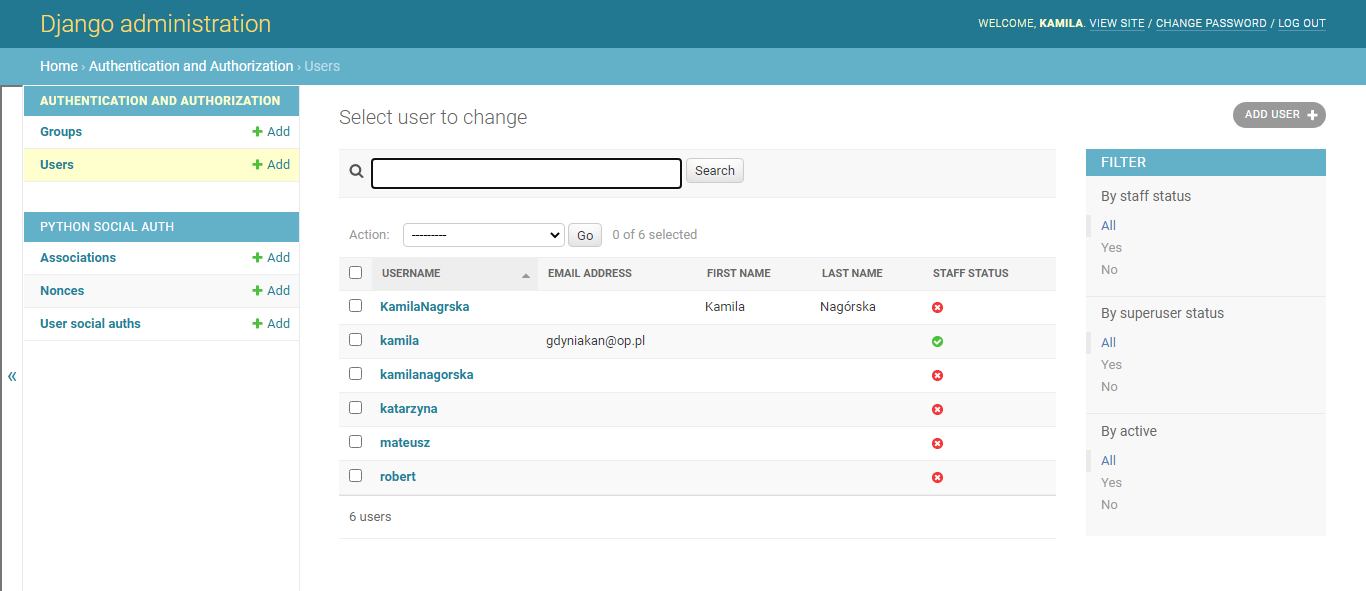 Django administration
WELCOME, KAMILA. VIEW SITE / CHANGE PASSWORD / LOG OUT
Home › Authentication and Authorization › Users
AUTHENTICATION AND AUTHORIZATION
Groups + Add
Users + Add
PYTHON SOCIAL AUTH
Associations + Add
Nonces + Add
User social auths + Add
«
Select user to change
ADD USER +
Search
Action: --------- Go 0 of 6 selected
USERNAME EMAIL ADDRESS FIRST NAME LAST NAME STAFF STATUS
KamilaNagrska Kamila Nagórska
kamila gdyniakan@op.pl
kamilanagorska
katarzyna
mateusz
robert
6 users
FILTER
By staff status
All
Yes
No
By superuser status
All
Yes
No
By active
All
Yes
No